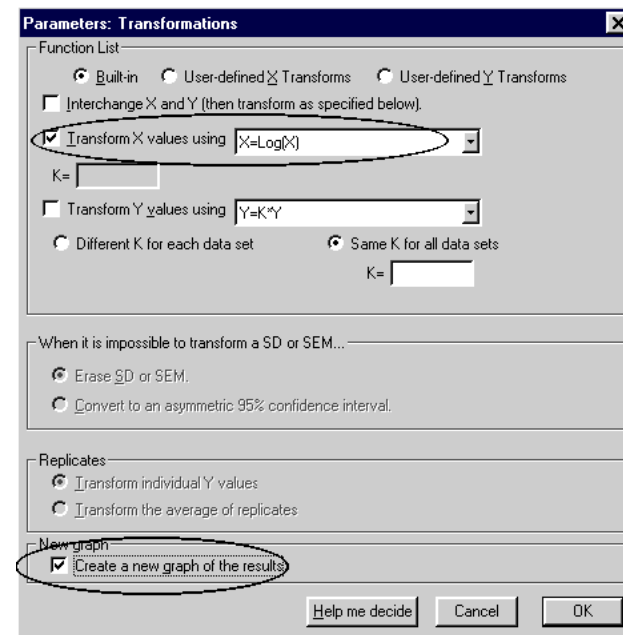 Parameters: Transformations
Function List
Built-in User-defined X Transforms User-defined Y Transforms
Interchange X and Y (then transform as specified below).
Transform X values using X=Log(X)
K=
Transform Y values using Y=K*Y
Different K for each data set Same K for all data sets
K=
When it is impossible to transform a SD or SEM...
Erase SD or SEM.
Convert to an asymmetric 95% confidence interval.
Replicates
Transform individual Y values
Transform the average of replicates
New graph
Create a new graph of the results
Help me decide Cancel OK